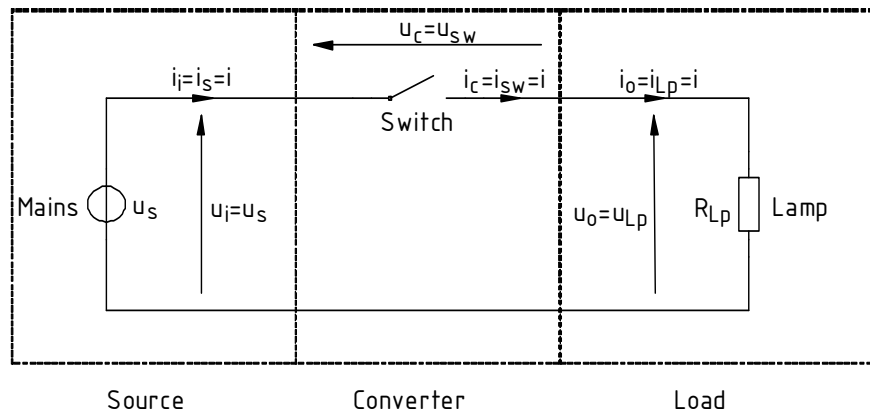 u_c=u_sw
i_i=i_s=i
i_c=i_sw=i
i_o=i_Lp=i
Switch
Mains
u_s
u_i=u_s
u_o=u_Lp
R_Lp
Lamp
Source
Converter
Load